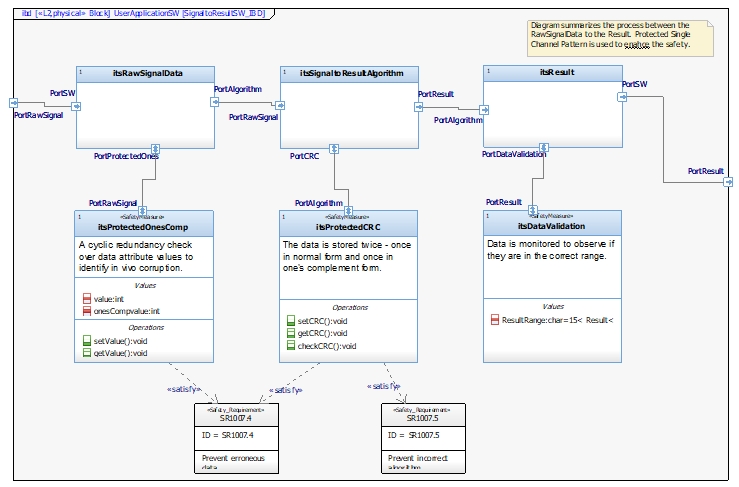 ibd [«L2,physical» Block] UserApplicationSW [SignaltoResultSW_IBD]
Diagram summarizes the process between the
RawSignalData to the Result. Protected Single
Channel Pattern is used to analyze the safety.
1
itsRawSignalData
1
itsSignaltoResultAlgorithm
1
itsResult
PortRawSignal
PortSW
PortAlgorithm
PortRawSignal
PortResult
PortAlgorithm
PortSW
PortResult
PortProtectedOnes
PortCRC
PortDataValidation
PortRawSignal
PortAlgorithm
PortResult
1
«SafetyMeasure»
itsProtectedOnesComp
A cyclic redundancy check
over data attribute values to
identify in vivo corruption.
Values
value:int
onesCompvalue:int
Operations
setValue():void
getValue():void
1
«SafetyMeasure»
itsProtectedCRC
The data is stored twice - once
in normal form and once in
one's complement form.
Operations
setCRC():void
getCRC():void
checkCRC():void
1
«SafetyMeasure»
itsDataValidation
Data is monitored to observe if
they are in the correct range.
Values
ResultRange:char=15< Result<
«satisfy»
«satisfy»
«satisfy»
«Safety_Requirement»
SR1007.4
ID = SR1007.4
Prevent erroneous
data
«Safety_Requirement»
SR1007.5
ID = SR1007.5
Prevent incorrect
algorithm